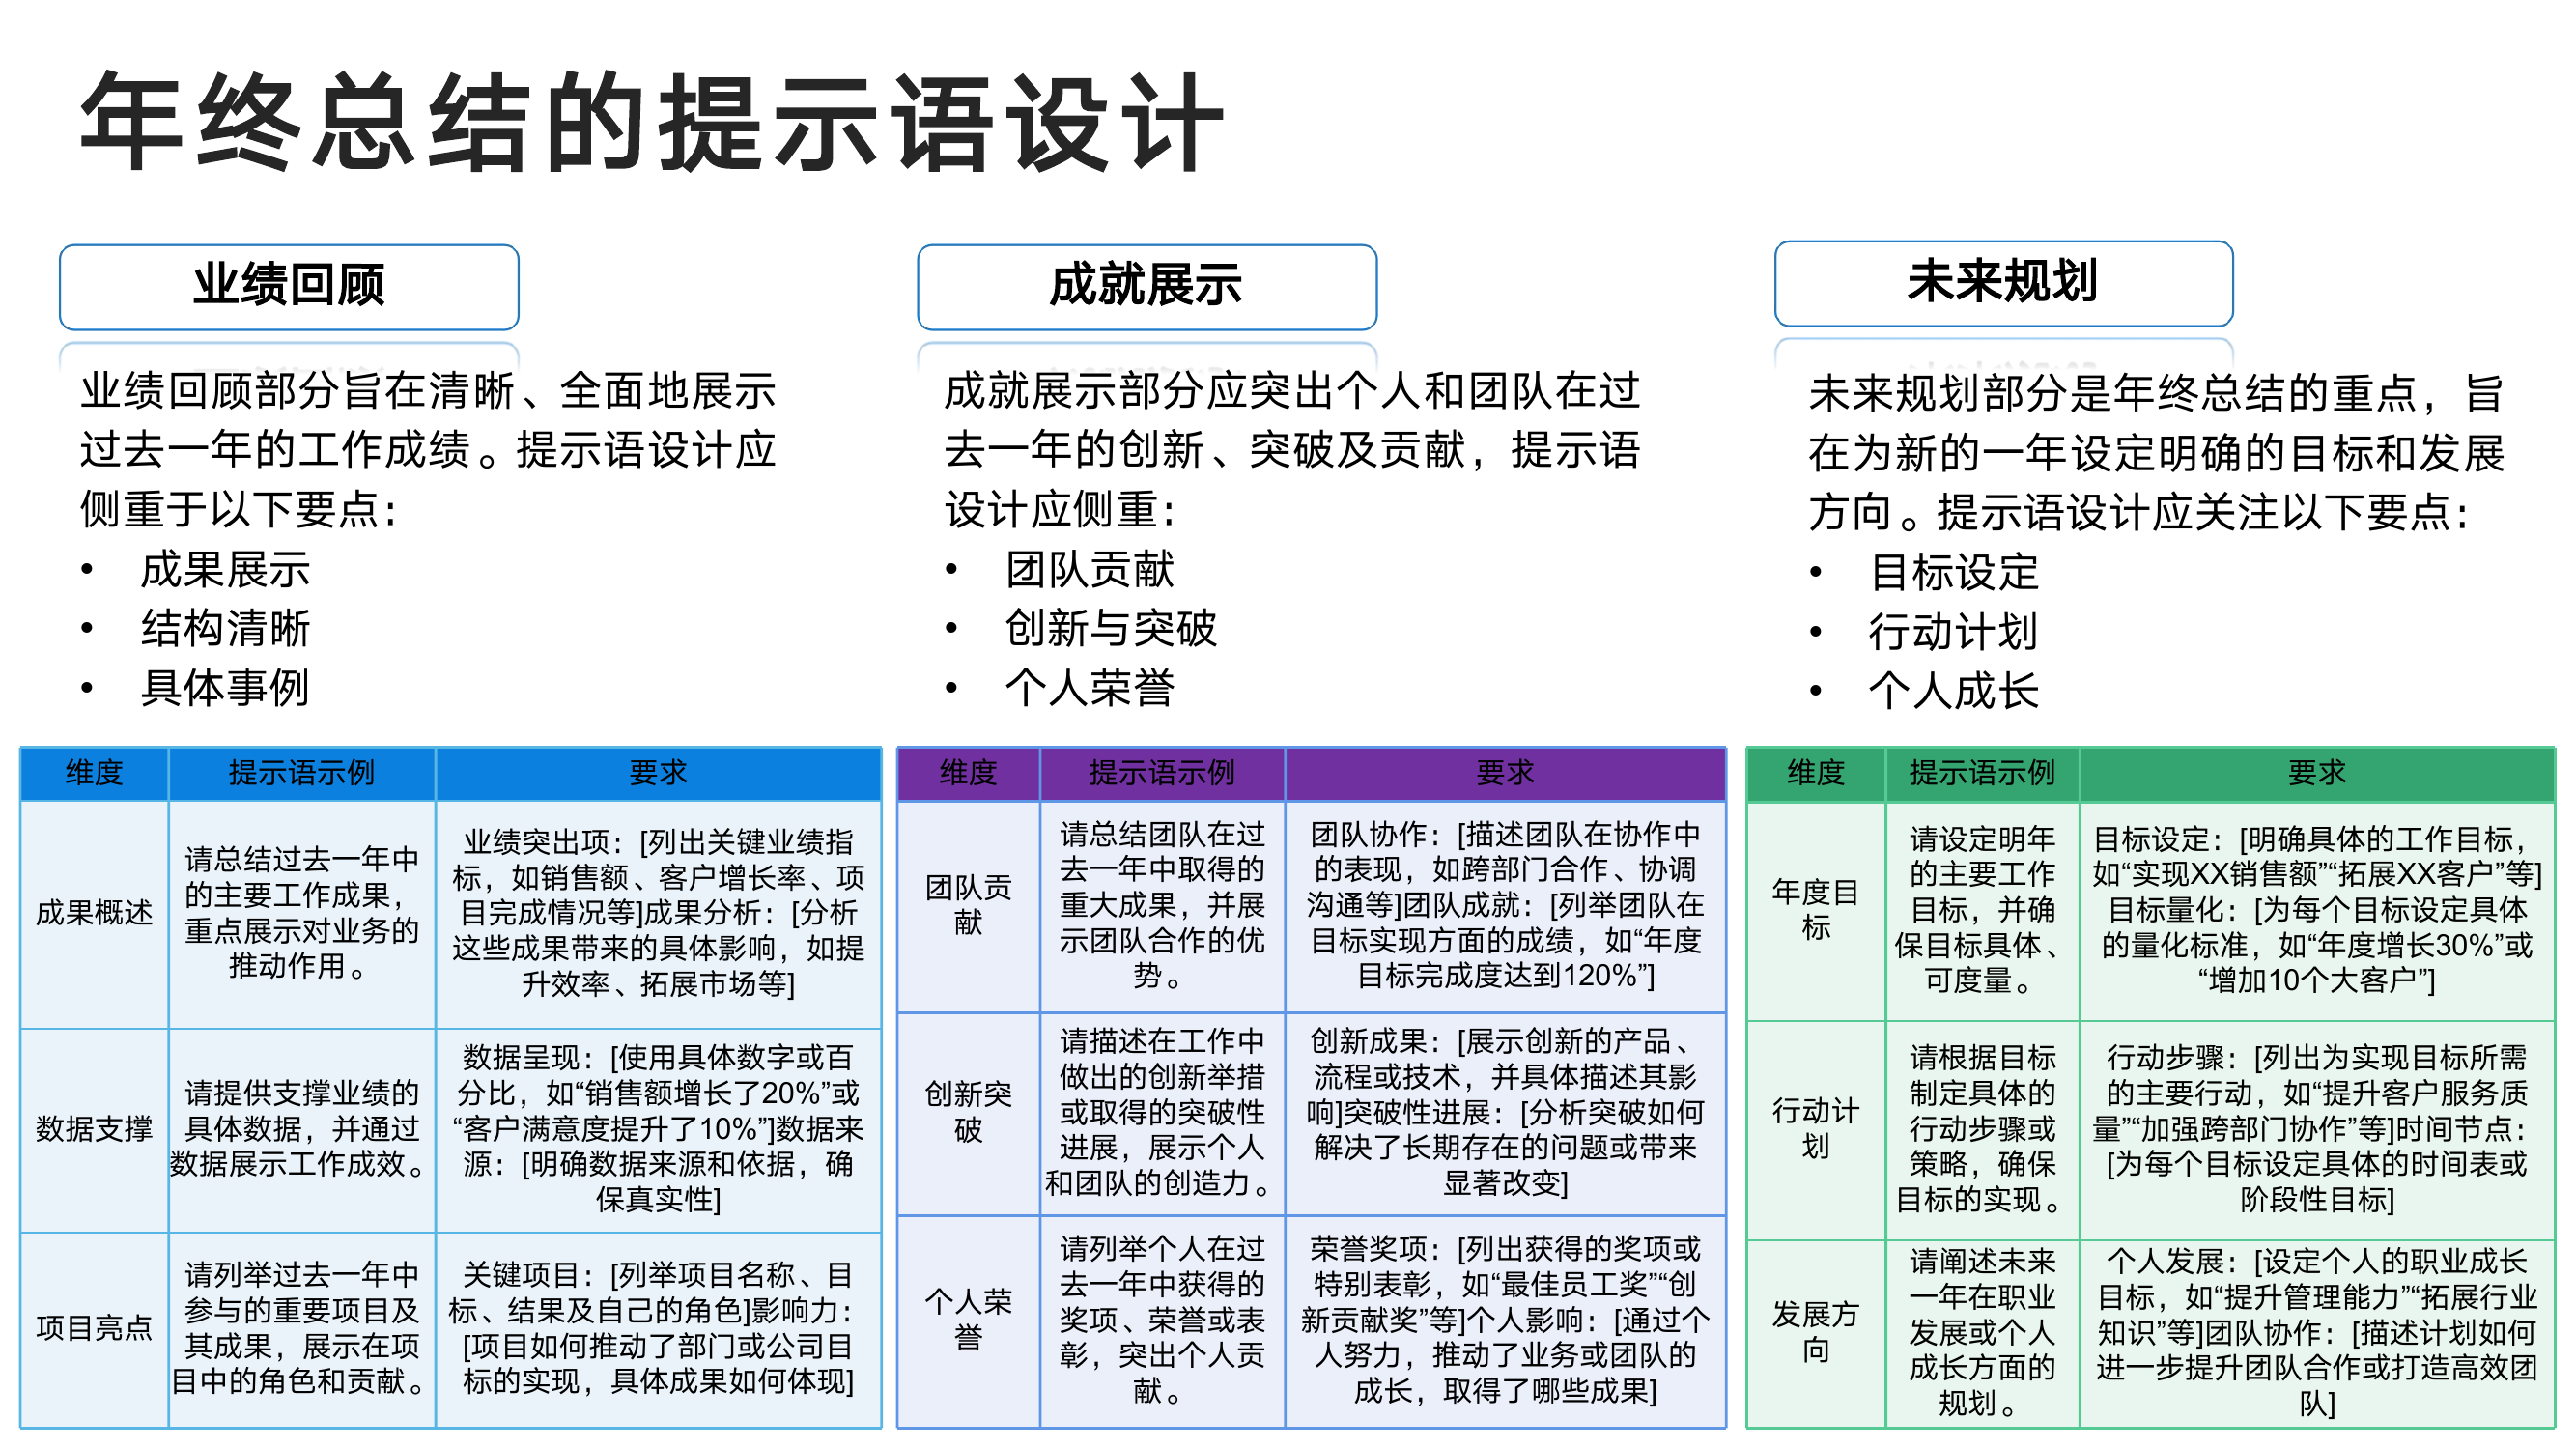 年终总结的提示语设计
业绩回顾
业绩回顾部分旨在清晰、全面地展示
过去一年的工作成绩。提示语设计应
侧重于以下要点：
• 成果展示
• 结构清晰
• 具体事例
成就展示
成就展示部分应突出个人和团队在过
去一年的创新、突破及贡献，提示语
设计应侧重：
• 团队贡献
• 创新与突破
• 个人荣誉
未来规划
未来规划部分是年终总结的重点，旨
在为新的一年设定明确的目标和发展
方向。提示语设计应关注以下要点：
• 目标设定
• 行动计划
• 个人成长
维度
提示语示例
要求
成果概述
请总结过去一年中
的主要工作成果，
重点展示对业务的
推动作用。
业绩突出项：[列出关键业绩指
标，如销售额、客户增长率、项
目完成情况等]成果分析：[分析
这些成果带来的具体影响，如提
升效率、拓展市场等]
数据支撑
请提供支撑业绩的
具体数据，并通过
数据展示工作成效。
数据呈现：[使用具体数字或百
分比，如“销售额增长了20%”或
“客户满意度提升了10%”]数据来
源：[明确数据来源和依据，确
保真实性]
项目亮点
请列举过去一年中
参与的重要项目及
其成果，展示在项
目中的角色和贡献。
关键项目：[列举项目名称、目
标、结果及自己的角色]影响力：
[项目如何推动了部门或公司目
标的实现，具体成果如何体现]
维度
提示语示例
要求
团队贡
献
请总结团队在过
去一年中取得的
重大成果，并展
示团队合作的优
势。
团队协作：[描述团队在协作中
的表现，如跨部门合作、协调
沟通等]团队成就：[列举团队在
目标实现方面的成绩，如“年度
目标完成度达到120%”]
创新突
破
请描述在工作中
做出的创新举措
或取得的突破性
进展，展示个人
和团队的创造力。
创新成果：[展示创新的产品、
流程或技术，并具体描述其影
响]突破性进展：[分析突破如何
解决了长期存在的问题或带来
显著改变]
个人荣
誉
请列举个人在过
去一年中获得的
奖项、荣誉或表
彰，突出个人贡
献。
荣誉奖项：[列出获得的奖项或
特别表彰，如“最佳员工奖”“创
新贡献奖”等]个人影响：[通过个
人努力，推动了业务或团队的
成长，取得了哪些成果]
维度
提示语示例
要求
年度目
标
请设定明年
的主要工作
目标，并确
保目标具体、
可度量。
目标设定：[明确具体的工作目标，
如“实现XX销售额”“拓展XX客户”等]
目标量化：[为每个目标设定具体
的量化标准，如“年度增长30%”或
“增加10个大客户”]
行动计
划
请根据目标
制定具体的
行动步骤或
策略，确保
目标的实现。
行动步骤：[列出为实现目标所需
的主要行动，如“提升客户服务质
量”“加强跨部门协作”等]时间节点：
[为每个目标设定具体的时间表或
阶段性目标]
发展方
向
请阐述未来
一年在职业
发展或个人
成长方面的
规划。
个人发展：[设定个人的职业成长
目标，如“提升管理能力”“拓展行业
知识”等]团队协作：[描述计划如何
进一步提升团队合作或打造高效团
队]